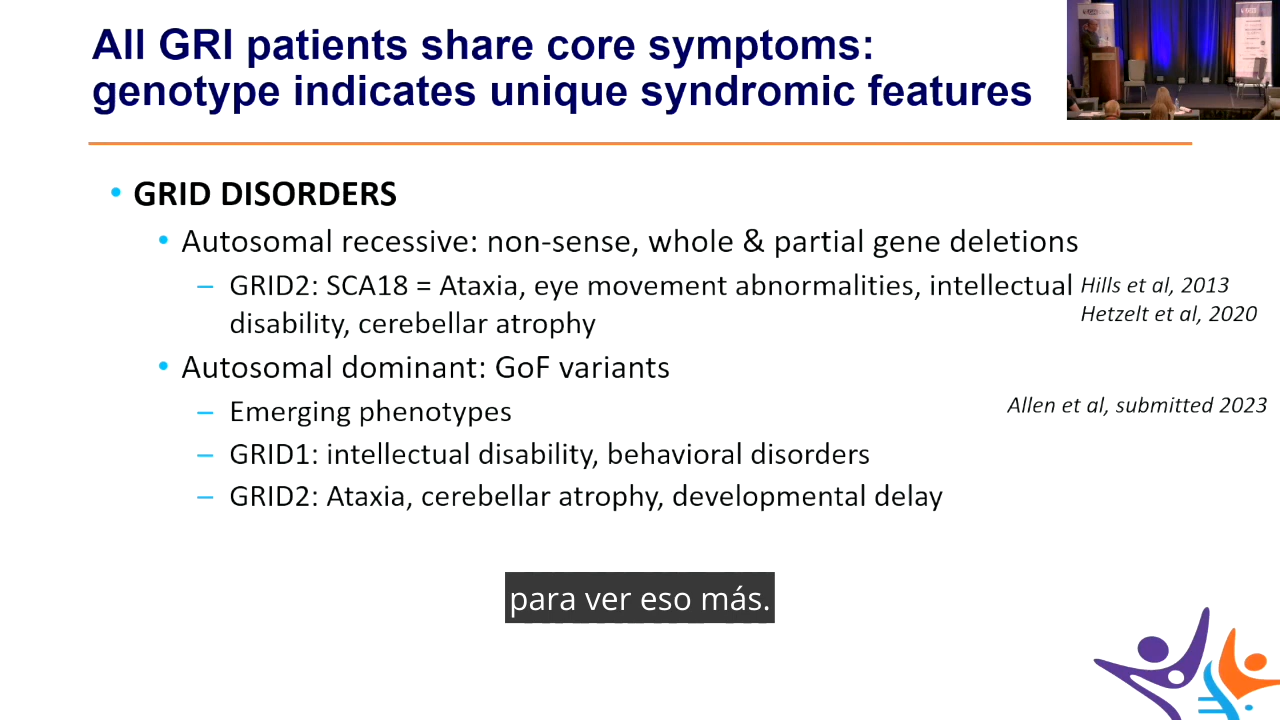 All GRI patients share core symptoms:
genotype indicates unique syndromic features
• GRID DISORDERS
• Autosomal recessive: non-sense, whole & partial gene deletions
– GRID2: SCA18 = Ataxia, eye movement abnormalities, intellectual
disability, cerebellar atrophy
Hills et al, 2013
Hetzelt et al, 2020
• Autosomal dominant: GoF variants
– Emerging phenotypes
Allen et al, submitted 2023
– GRID1: intellectual disability, behavioral disorders
– GRID2: Ataxia, cerebellar atrophy, developmental delay
para ver eso más.